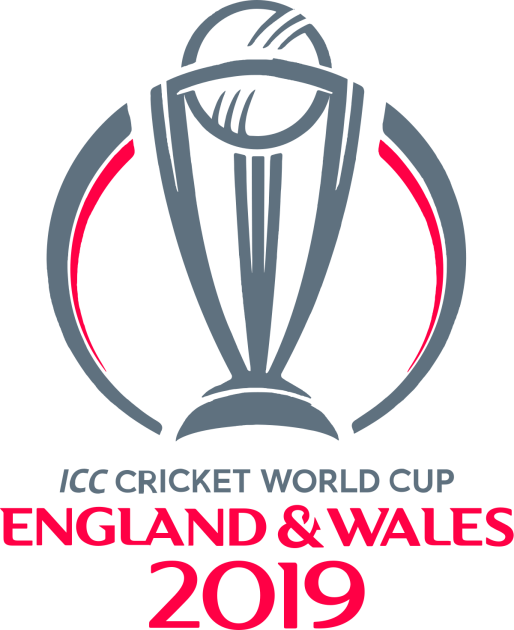 ICC CRICKET WORLD CUP
ENGLAND & WALES
2019